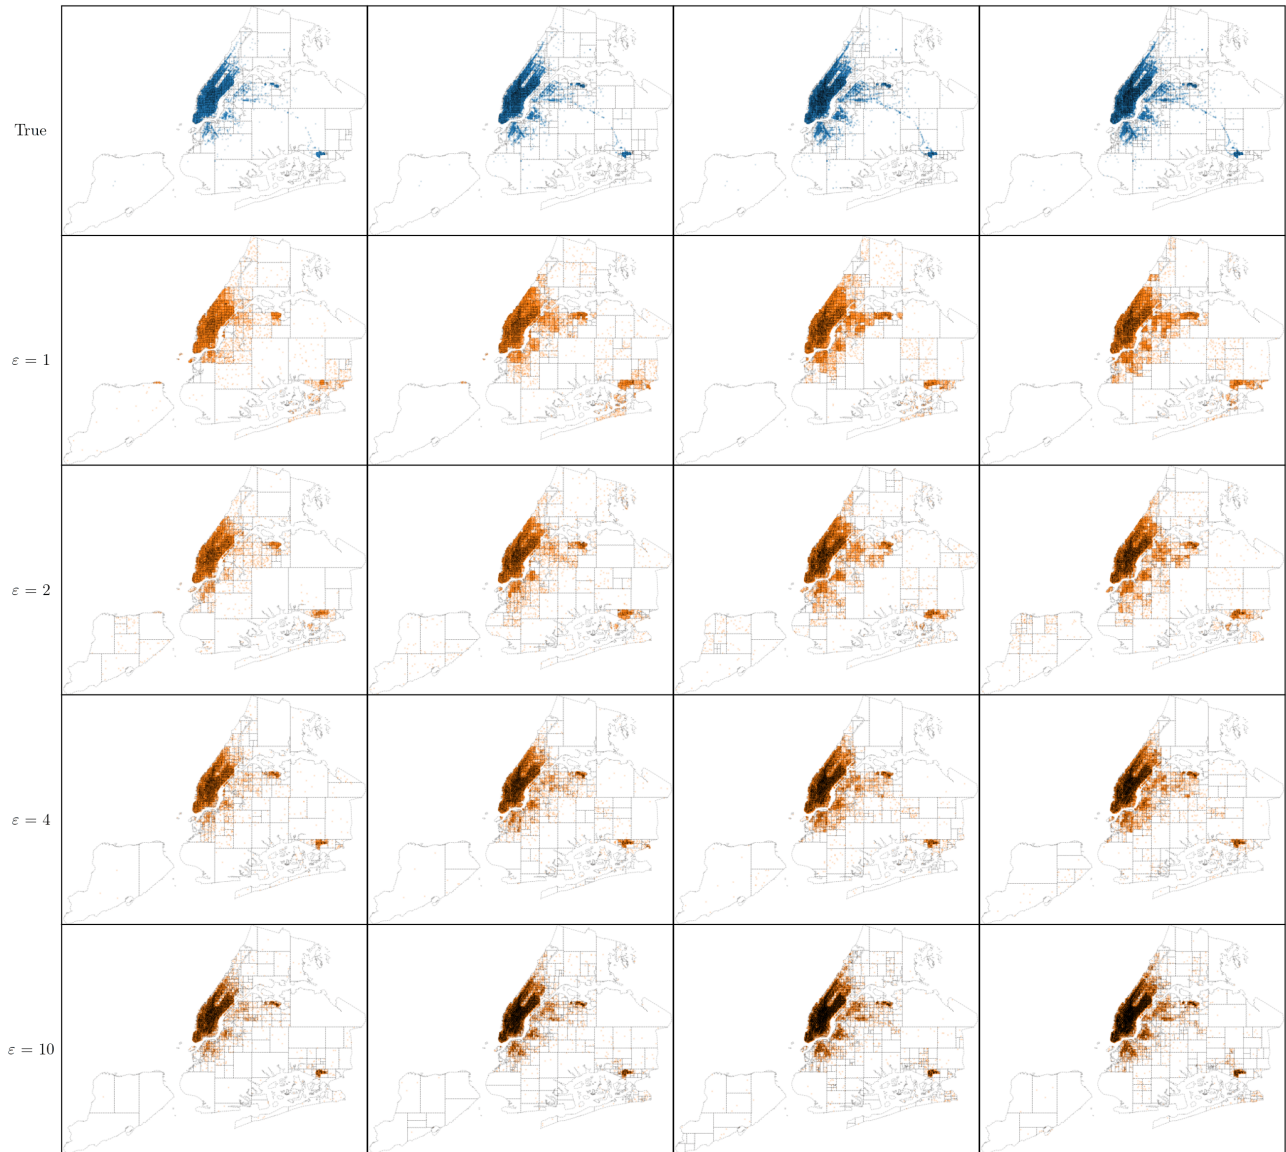 True
ε = 1
ε = 2
ε = 4
ε = 10